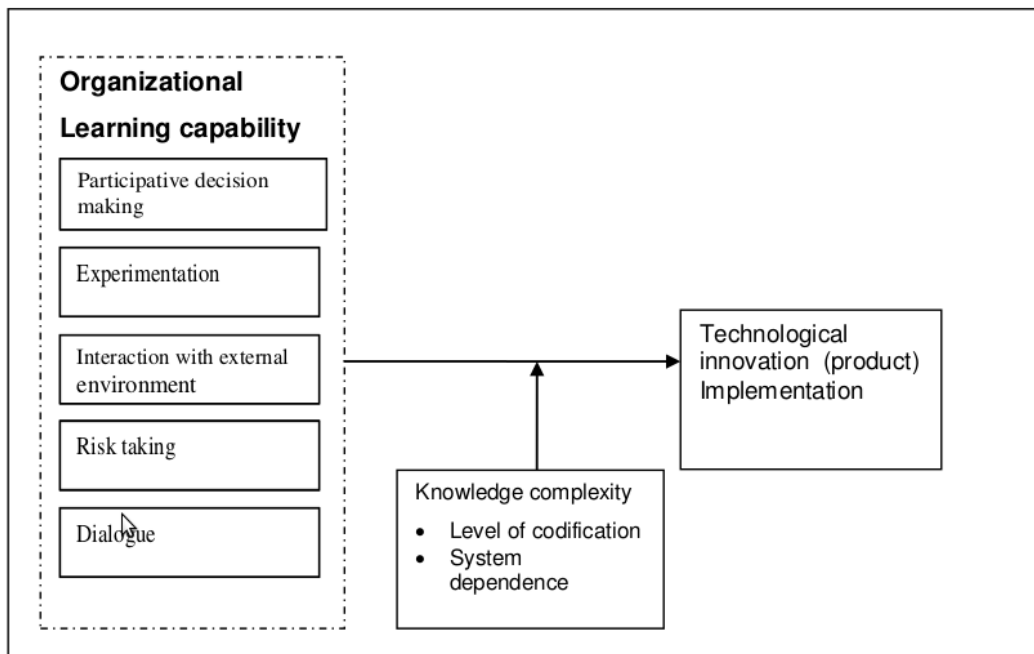 Organizational
Learning capability
Participative decision
making
Experimentation
Interaction with external
environment
Risk taking
Dialogue
Technological
innovation (product)
Implementation
Knowledge complexity
• Level of codification
• System
dependence